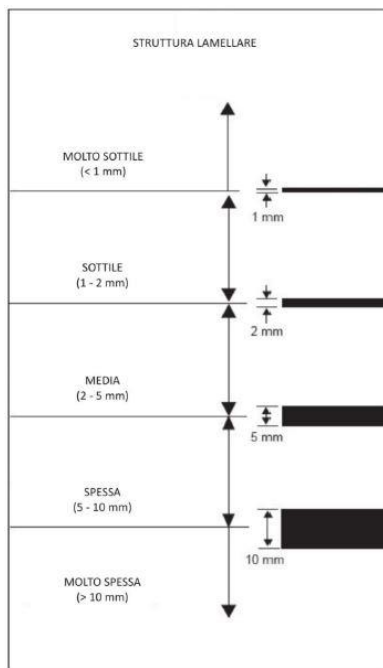 STRUTTURA LAMELLARE
MOLTO SOTTILE
(< 1 mm)
1 mm
SOTTILE
(1 - 2 mm)
2 mm
MEDIA
(2 - 5 mm)
5 mm
SPESSA
(5 - 10 mm)
10 mm
MOLTO SPESSA
(> 10 mm)